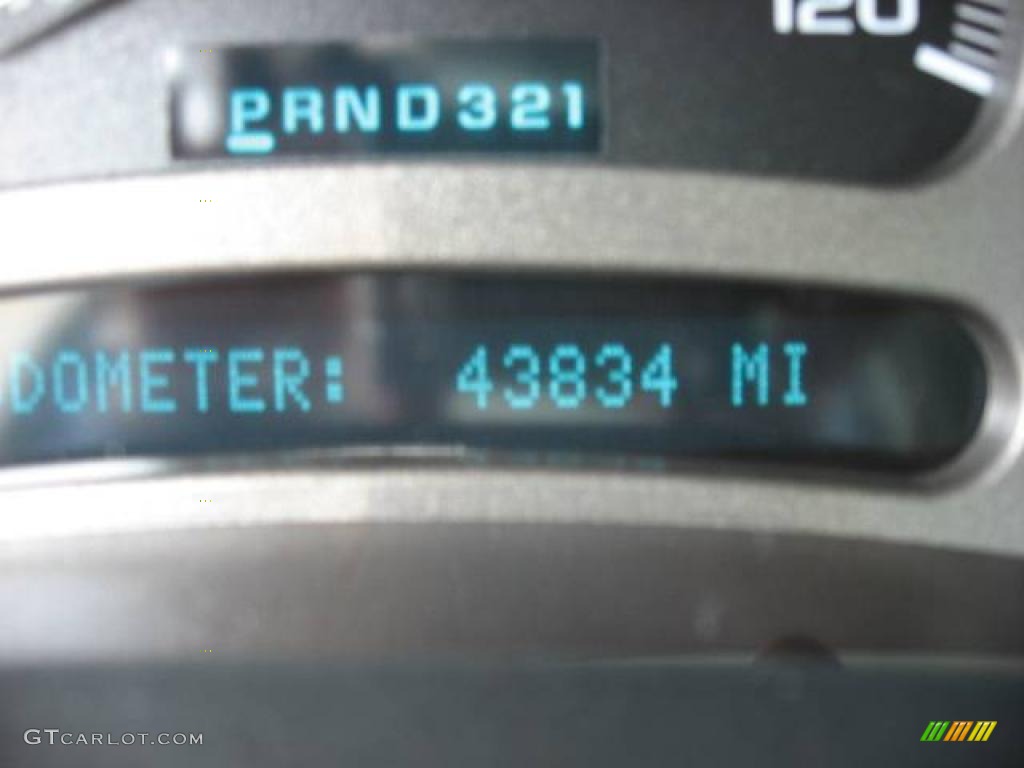 120
PRND321
DOMETER: 43834 MI
GTCARLOT.COM